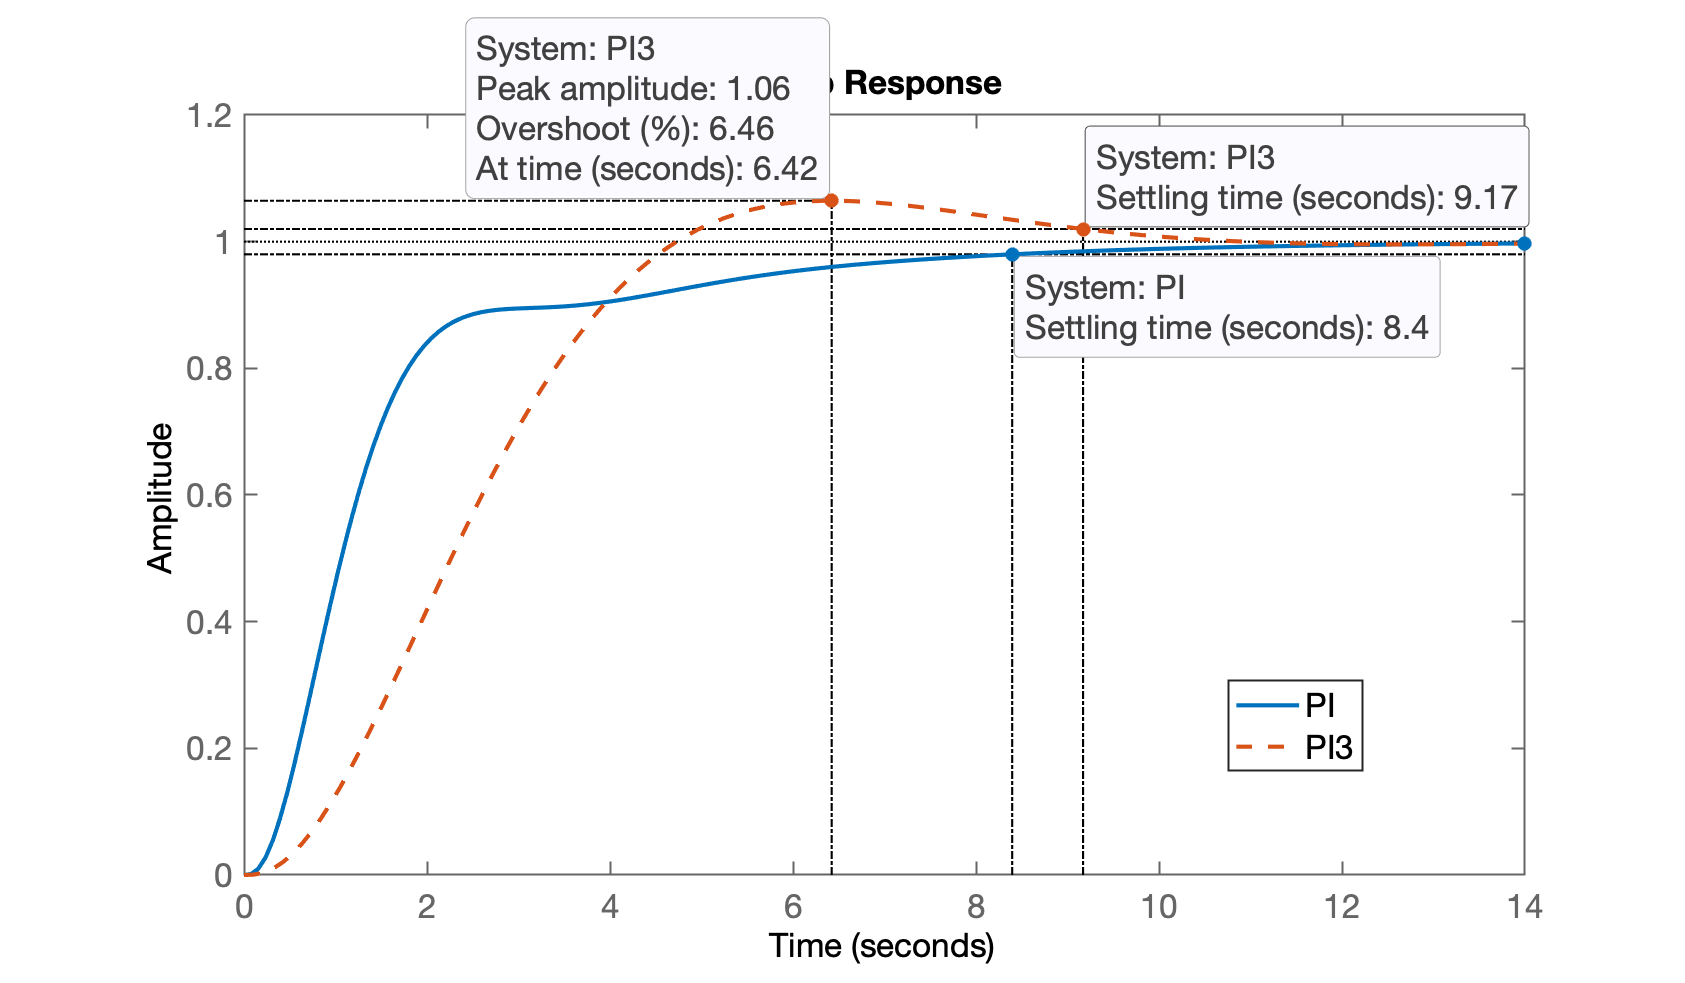 System: PI3
Peak amplitude: 1.06
Overshoot (%): 6.46
At time (seconds): 6.42
Response
System: PI3
Settling time (seconds): 9.17
System: PI
Settling time (seconds): 8.4
1.2
1
0.8
0.6
0.4
0.2
0
Amplitude
PI
PI3
0 2 4 6 8 10 12 14
Time (seconds)